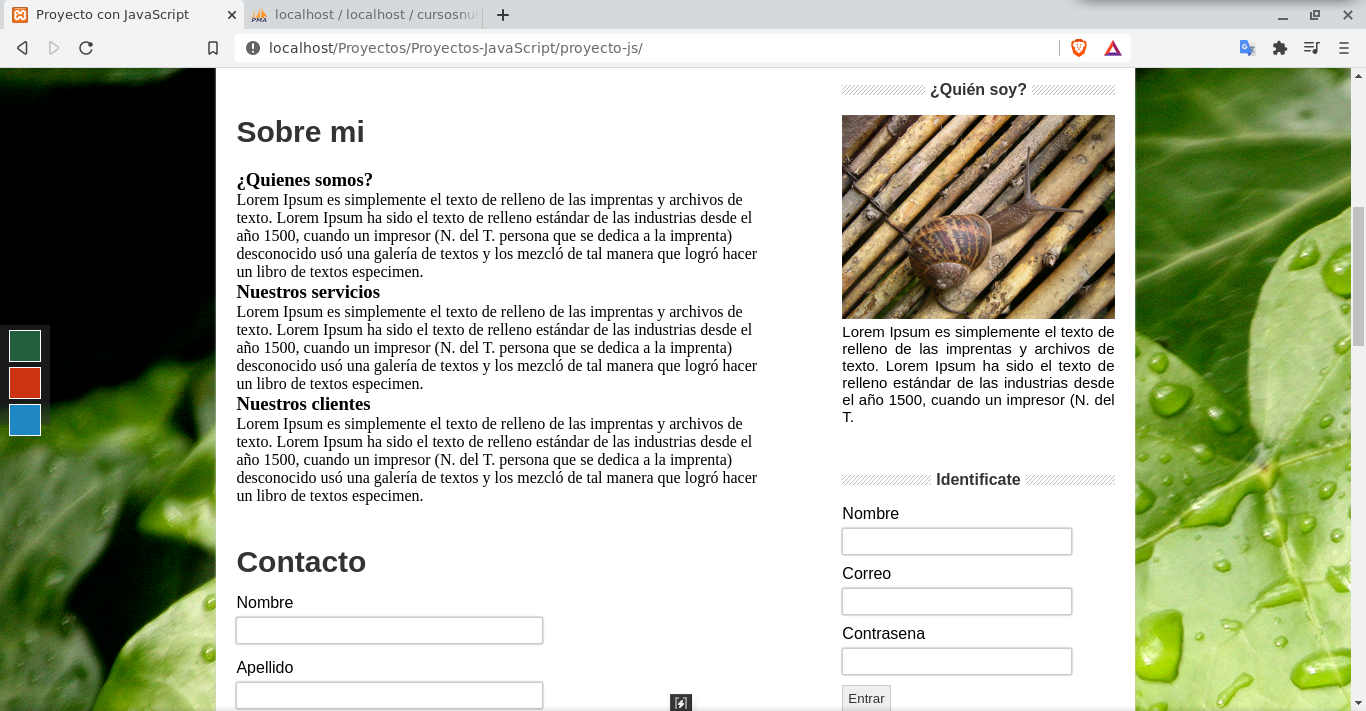 Proyecto con JavaScript
localhost / localhost / cursosnu
localhost/Proyectos/Proyectos-JavaScript/proyecto-js/
Sobre mi
¿Quienes somos?
Lorem Ipsum es simplemente el texto de relleno de las imprentas y archivos de
texto. Lorem Ipsum ha sido el texto de relleno estándar de las industrias desde el
año 1500, cuando un impresor (N. del T. persona que se dedica a la imprenta)
desconocido usó una galería de textos y los mezcló de tal manera que logró hacer
un libro de textos especimen.
Nuestros servicios
Lorem Ipsum es simplemente el texto de relleno de las imprentas y archivos de
texto. Lorem Ipsum ha sido el texto de relleno estándar de las industrias desde el
año 1500, cuando un impresor (N. del T. persona que se dedica a la imprenta)
desconocido usó una galería de textos y los mezcló de tal manera que logró hacer
un libro de textos especimen.
Nuestros clientes
Lorem Ipsum es simplemente el texto de relleno de las imprentas y archivos de
texto. Lorem Ipsum ha sido el texto de relleno estándar de las industrias desde el
año 1500, cuando un impresor (N. del T. persona que se dedica a la imprenta)
desconocido usó una galería de textos y los mezcló de tal manera que logró hacer
un libro de textos especimen.
Contacto
Nombre
Apellido
¿Quién soy?
Lorem Ipsum es simplemente el texto de
relleno de las imprentas y archivos de
texto. Lorem Ipsum ha sido el texto de
relleno estándar de las industrias desde
el año 1500, cuando un impresor (N. del
T.
Identificate
Nombre
Correo
Contrasena
Entrar